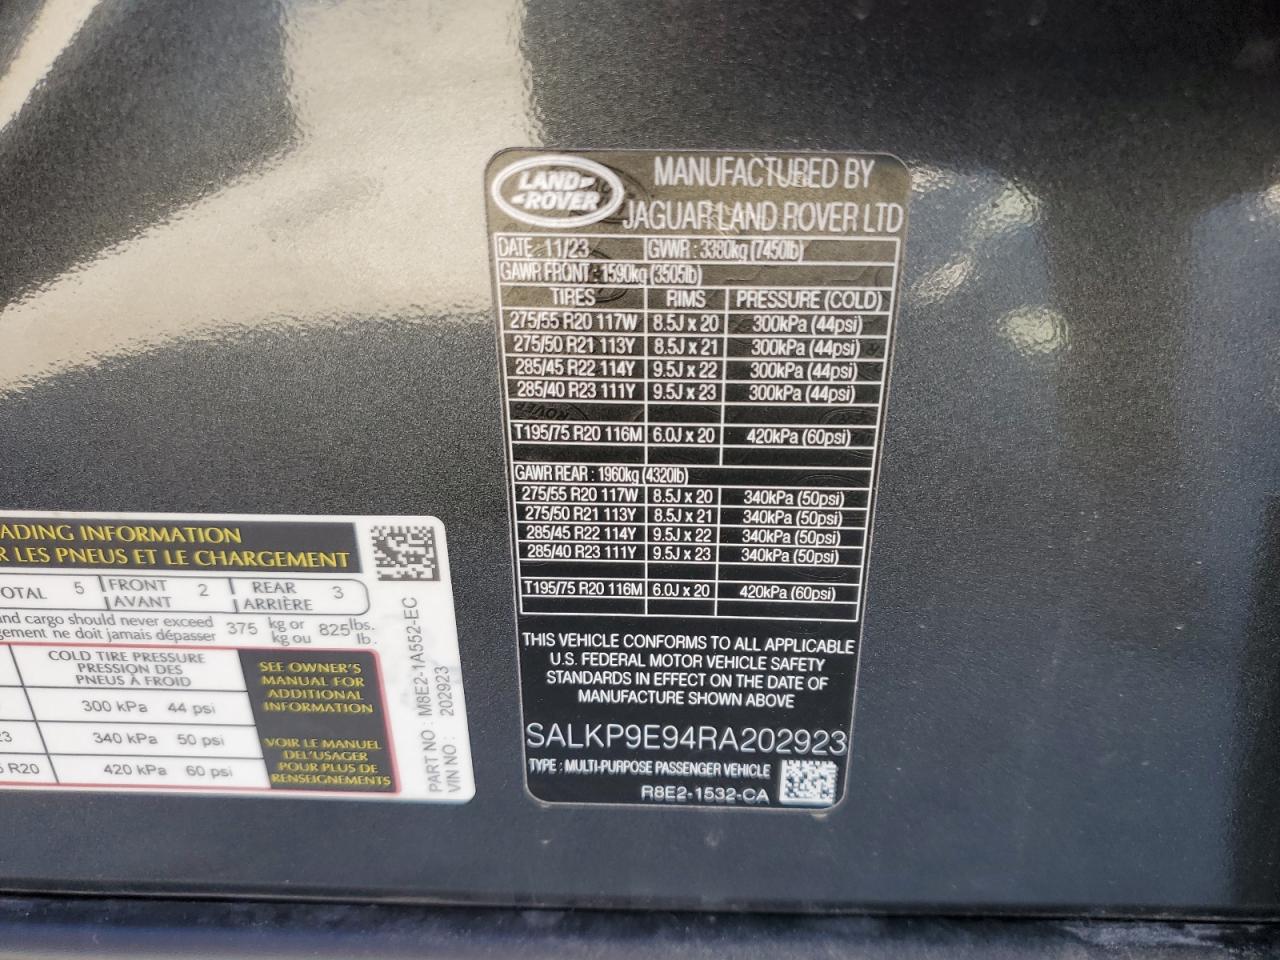 LAND ROVER
MANUFACTURED BY
JAGUAR LAND ROVER LTD
DATE 11/23 GVWR : 3380kg (7450lb)
GAWR FRONT : 1590kg (3505lb)
TIRES RIMS PRESSURE (COLD)
275/55 R20 117W 8.5J x 20 300kPa (44psi)
275/50 R21 113Y 8.5J x 21 300kPa (44psi)
285/45 R22 114Y 9.5J x 22 300kPa (44psi)
285/40 R23 111Y 9.5J x 23 300kPa (44psi)
T195/75 R20 116M 6.0J x 20 420kPa (60psi)
GAWR REAR : 1960kg (4320lb)
275/55 R20 117W 8.5J x 20 340kPa (50psi)
275/50 R21 113Y 8.5J x 21 340kPa (50psi)
285/45 R22 114Y 9.5J x 22 340kPa (50psi)
285/40 R23 111Y 9.5J x 23 340kPa (50psi)
T195/75 R20 116M 6.0J x 20 420kPa (60psi)
THIS VEHICLE CONFORMS TO ALL APPLICABLE
U.S. FEDERAL MOTOR VEHICLE SAFETY
STANDARDS IN EFFECT ON THE DATE OF
MANUFACTURE SHOWN ABOVE
SALKP9E94RA202923
TYPE : MULTI-PURPOSE PASSENGER VEHICLE
R8E2-1532-CA
ADING INFORMATION
R LES PNEUS ET LE CHARGEMENT
OTAL 5 FRONT AVANT 2 REAR ARRIÈRE 3
and cargo should never exceed 375 kg or 825 lbs.
gement ne doit jamais dépasser kg ou lb.
COLD TIRE PRESSURE
PRESSION DES
PNEUS À FROID
300 kPa 44 psi
23 340 kPa 50 psi
R20 420 kPa 60 psi
SEE OWNER'S
MANUAL FOR
ADDITIONAL
INFORMATION
VOIR LE MANUEL
DEL'USAGER
POUR PLUS DE
RENSEIGNEMENTS
PART NO : M8E2-1A552-EC
VIN NO : 202923